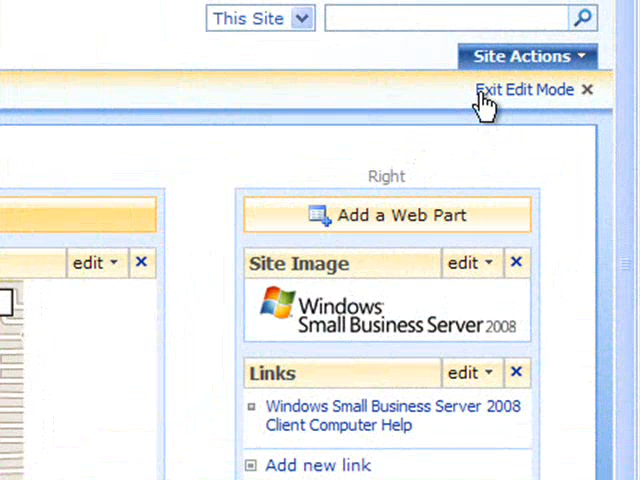 This Site
Site Actions
Exit Edit Mode
Right
Add a Web Part
edit
Site Image
edit
Windows
Small Business Server 2008
Links
edit
Windows Small Business Server 2008
Client Computer Help
Add new link